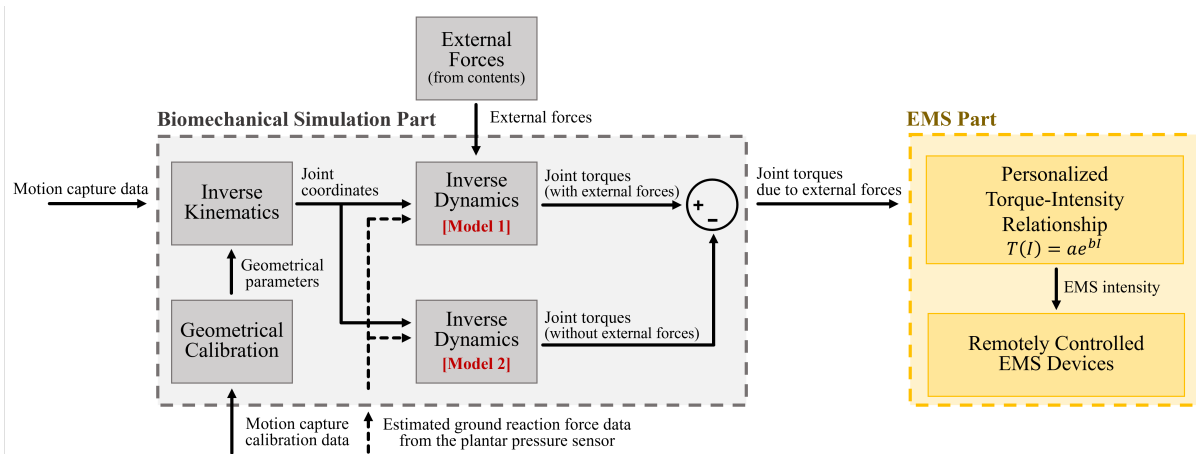 External
Forces
(from contents)
External forces
Biomechanical Simulation Part
Motion capture data
Inverse
Kinematics
Joint
coordinates
Inverse
Dynamics
[Model 1]
Joint torques
(with external forces)
+
−
Joint torques
due to external forces
Geometrical
parameters
Geometrical
Calibration
Inverse
Dynamics
[Model 2]
Joint torques
(without external forces)
Motion capture
calibration data
Estimated ground reaction force data
from the plantar pressure sensor
EMS Part
Personalized
Torque-Intensity
Relationship
T(I) = ae^{bI}
EMS intensity
Remotely Controlled
EMS Devices